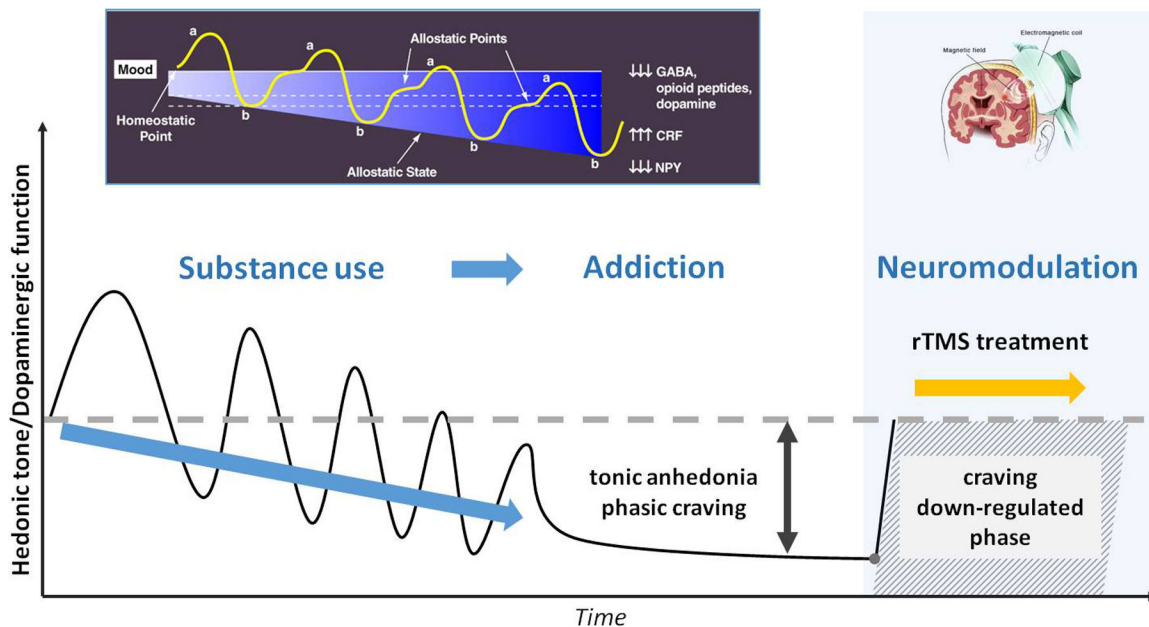 a
a
Allostatic Points
a
a
Mood
b
b
b
b
Homeostatic
Point
Allostatic State
↓↓↓ GABA,
opioid peptides,
dopamine
↑↑↑ CRF
↓↓↓ NPY
Electromagnetic coil
Magnetic field
Hedonic tone/Dopaminergic function
Substance use
Addiction
Neuromodulation
rTMS treatment
tonic anhedonia
phasic craving
craving
down-regulated
phase
Time